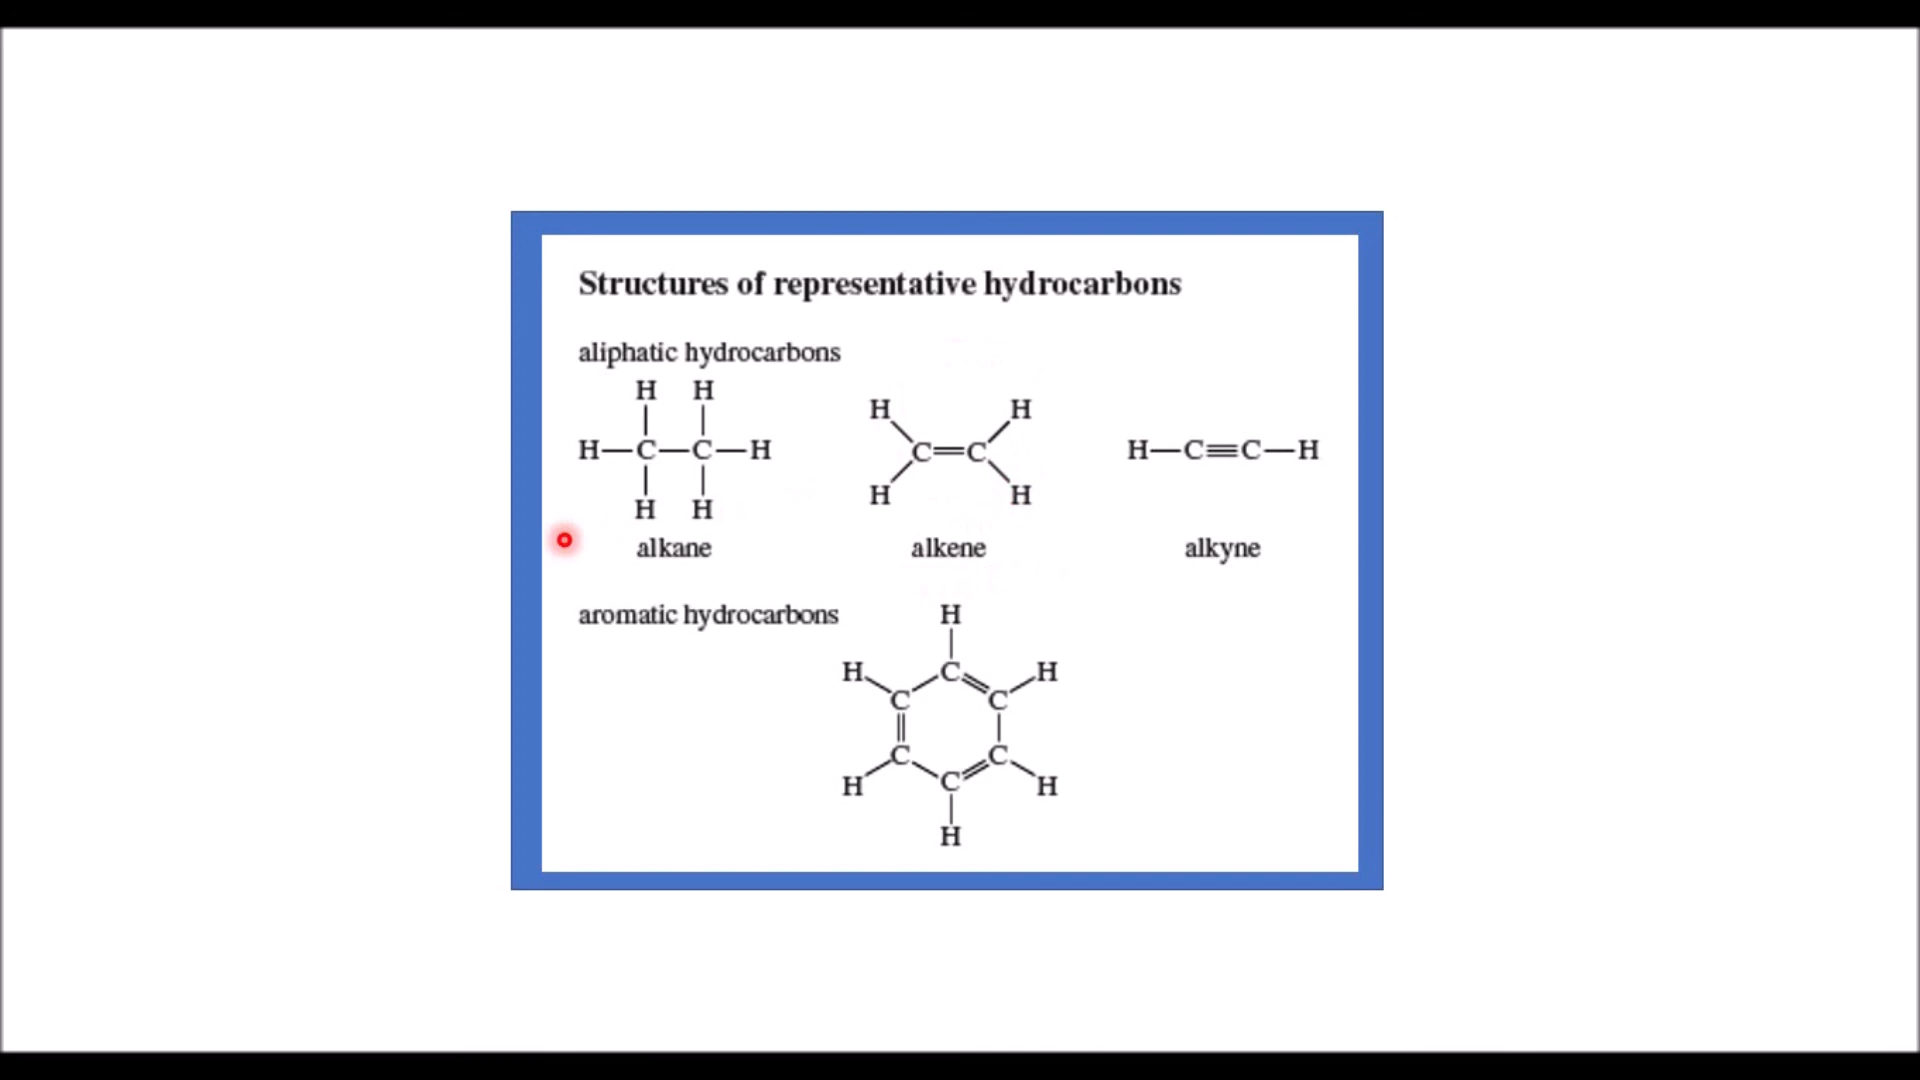 Structures of representative hydrocarbons
aliphatic hydrocarbons
H H
H—C—C—H
H H
alkane
H H
C=C
H H
alkene
H—C≡C—H
alkyne
aromatic hydrocarbons
H
H C H
C C
C C
H C H
H